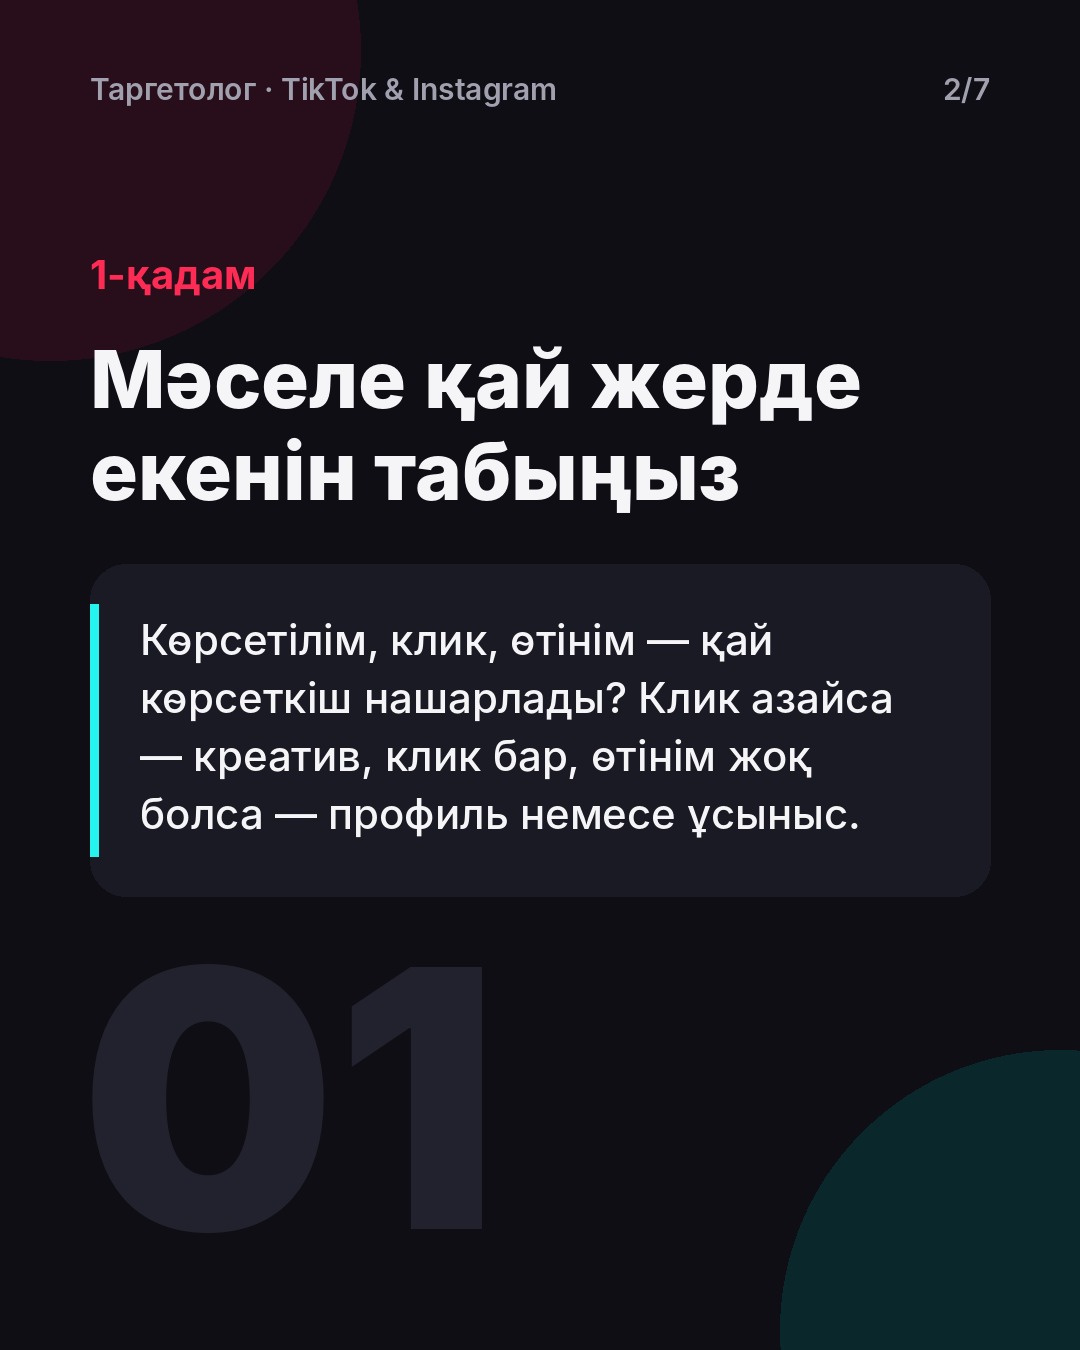 Таргетолог · TikTok & Instagram
2/7
1-қадам
Мәселе қай жерде
екенін табыңыз
Көрсетілім, клик, өтінім — қай
көрсеткіш нашарлады? Клик азайса
— креатив, клик бар, өтінім жоқ
болса — профиль немесе ұсыныс.
01